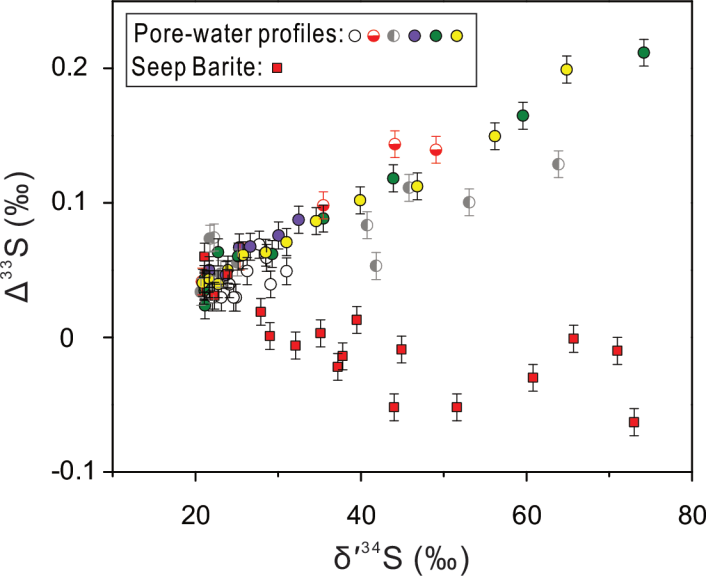 Pore-water profiles:
Seep Barite:
0.2
0.1
0
-0.1
Δ³³S (‰)
20
40
60
80
δ′³⁴S (‰)